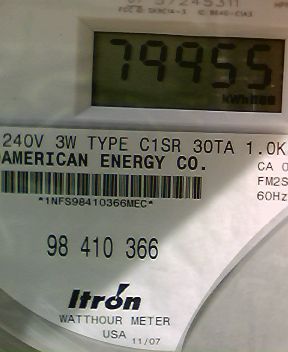 79955
kWh
240V 3W TYPE C1SR 30TA 1.0K
AMERICAN ENERGY CO.
CA 0
*1NFS98410366MEC*
FM2S
60Hz
98 410 366
Itron
WATTHOUR METER
USA 11/07